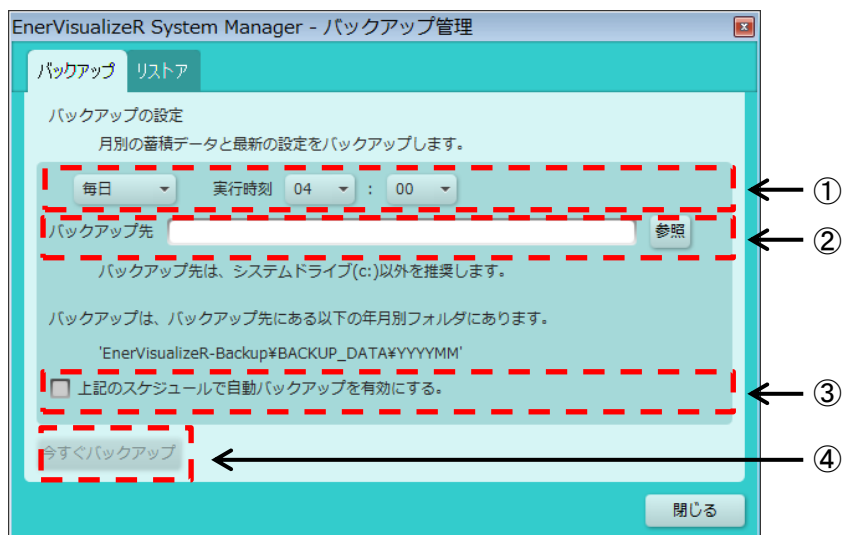 EnerVisualizeR System Manager - バックアップ管理
バックアップ リストア
バックアップの設定
月別の蓄積データと最新の設定をバックアップします。
毎日 実行時刻 04 : 00 ①
バックアップ先 参照 ②
バックアップ先は、システムドライブ(c:)以外を推奨します。
バックアップは、バックアップ先にある以下の年月別フォルダにあります。
'EnerVisualizeR-Backup¥BACKUP_DATA¥YYYYMM'
上記のスケジュールで自動バックアップを有効にする。 ③
今すぐバックアップ ④
閉じる